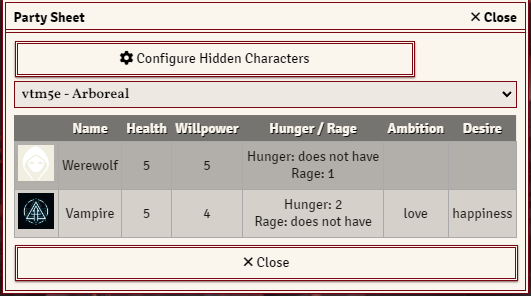 Party Sheet
✕ Close
Configure Hidden Characters
vtm5e - Arboreal
Name Health Willpower Hunger / Rage Ambition Desire
Werewolf 5 5 Hunger: does not have
Rage: 1
Vampire 5 4 Hunger: 2 love happiness
Rage: does not have
✕ Close